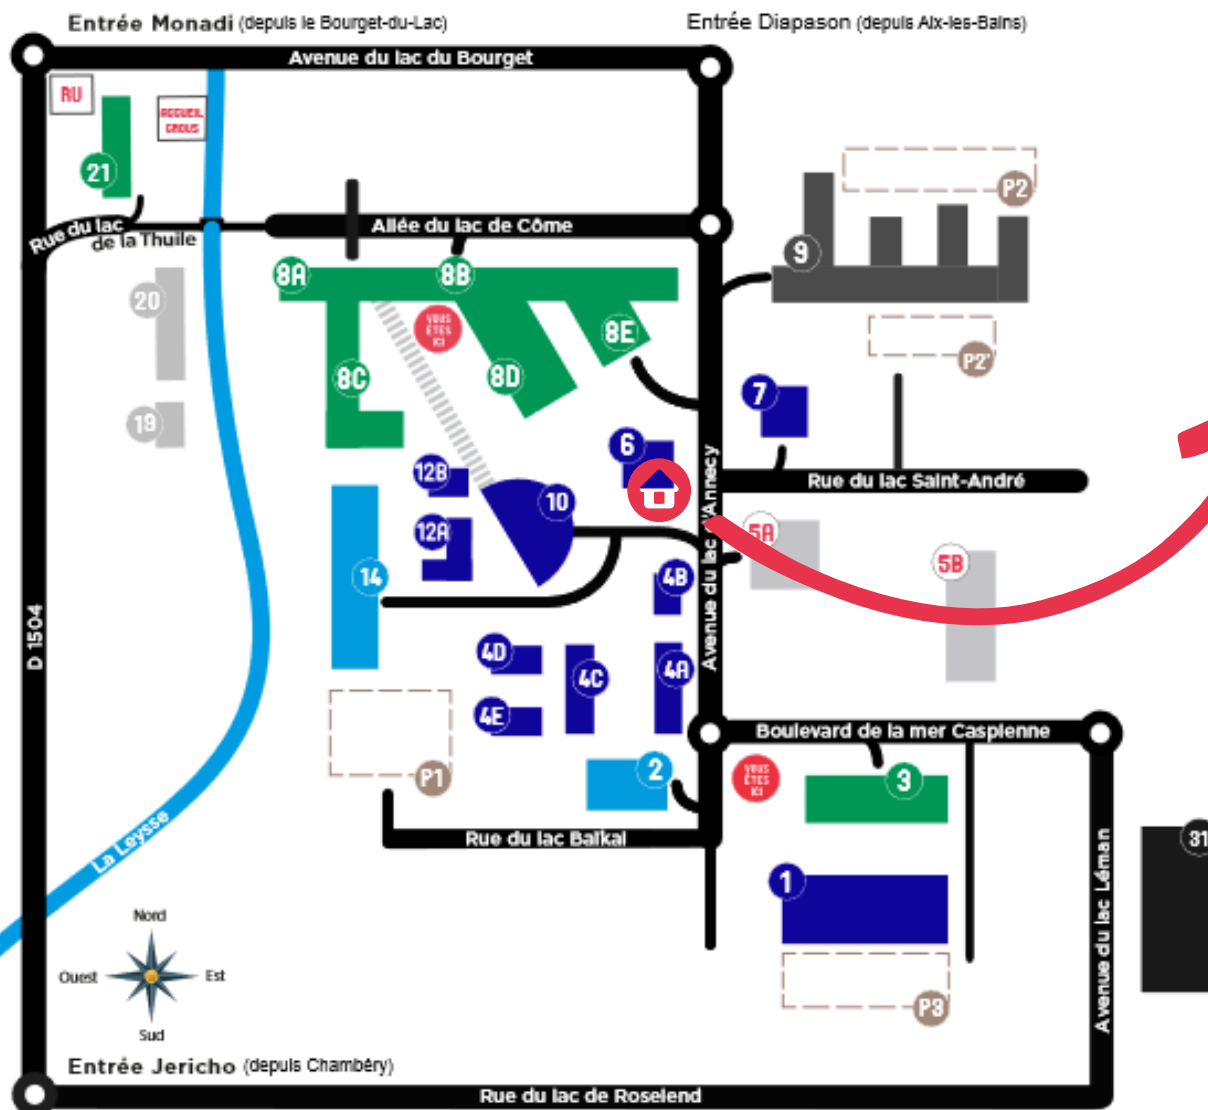 Entrée Monadi (depuis le Bourget-du-Lac)
Entrée Diapason (depuis Aix-les-Bains)
Avenue du lac du Bourget
RU
ACCUEIL
CROUS
21
P2
Rue du lac
de la Thuile
Allée du lac de Côme
9
8A
8B
20
VOUS
ÊTES
ICI
8E
P2'
8C
8D
7
19
6
12B
Rue du lac Saint-André
10
12A
5A
Avenue du lac d'Annecy
14
4B
5B
D 1504
4D
4C
4A
4E
Boulevard de la mer Caspienne
P1
2
VOUS
ÊTES
ICI
3
Rue du lac Baïkal
La Leysse
31
1
Avenue du lac Léman
Nord
Ouest
Est
Sud
P3
Entrée Jericho (depuis Chambéry)
Rue du lac de Roselend